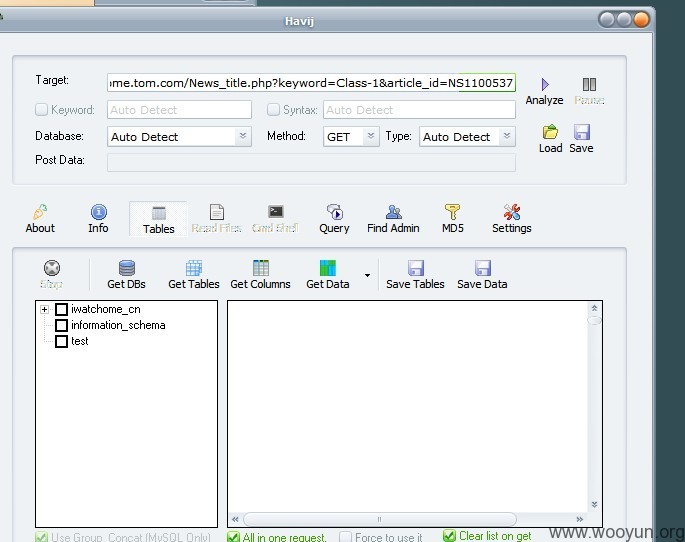 Havij
Target: ome.tom.com/News_title.php?keyword=Class-1&article_id=NS1100537
Analyze Pause
Keyword: Any Text Syntax: Auto Detect
Database: Auto Detect Method: GET Type: Auto Detect
Load Save
Post Data:
About Info Tables Read Files Cmd Shell Query Find Admin MD5 Settings
Stop Get DBs Get Tables Get Columns Get Data Save Tables Save Data
iwatchome_cn
information_schema
test
www.wooyun.org
Use Group_Concat (MySQL Only) All in one request. Force to use it Clear list on get